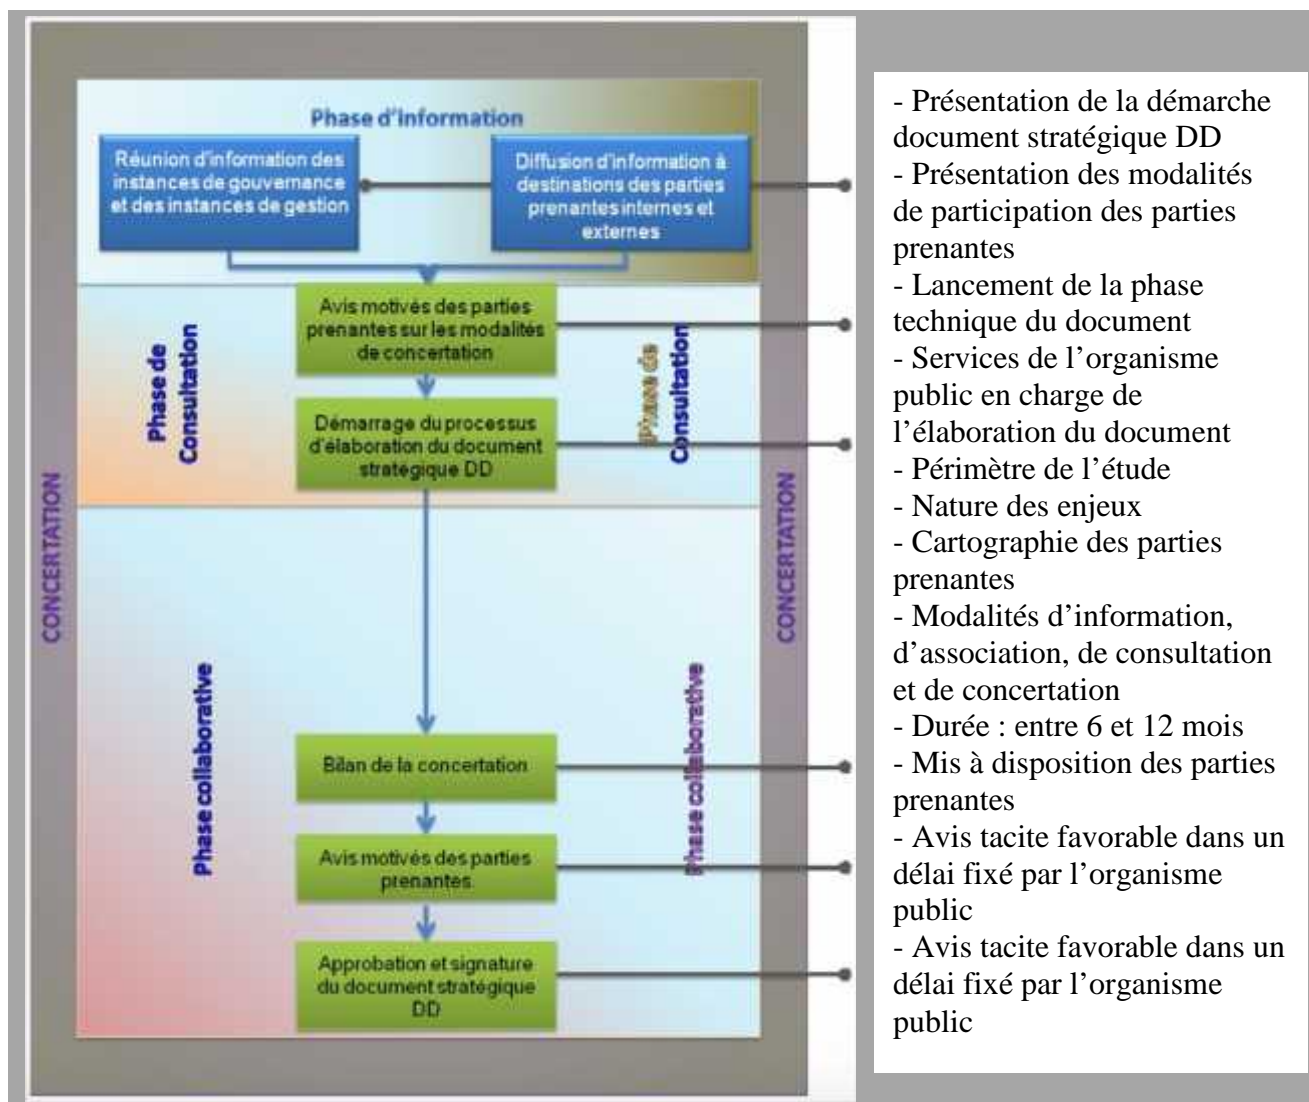 Phase d'information
Réunion d'information des
instances de gouvernance
et des instances de gestion
Diffusion d'information à
destinations des parties
prenantes internes et
externes
Avis motivés des parties
prenantes sur les modalités
de concertation
Phase de
Consultation
Phase de
Consultation
Démarrage du processus
d'élaboration du document
stratégique DD
CONCERTATION
CONCERTATION
Phase collaborative
Phase collaborative
Bilan de la concertation
Avis motivés des parties
prenantes.
Approbation et signature
du document stratégique
DD
- Présentation de la démarche
document stratégique DD
- Présentation des modalités
de participation des parties
prenantes
- Lancement de la phase
technique du document
- Services de l’organisme
public en charge de
l’élaboration du document
- Périmètre de l’étude
- Nature des enjeux
- Cartographie des parties
prenantes
- Modalités d’information,
d’association, de consultation
et de concertation
- Durée : entre 6 et 12 mois
- Mis à disposition des parties
prenantes
- Avis tacite favorable dans un
délai fixé par l’organisme
public
- Avis tacite favorable dans un
délai fixé par l’organisme
public